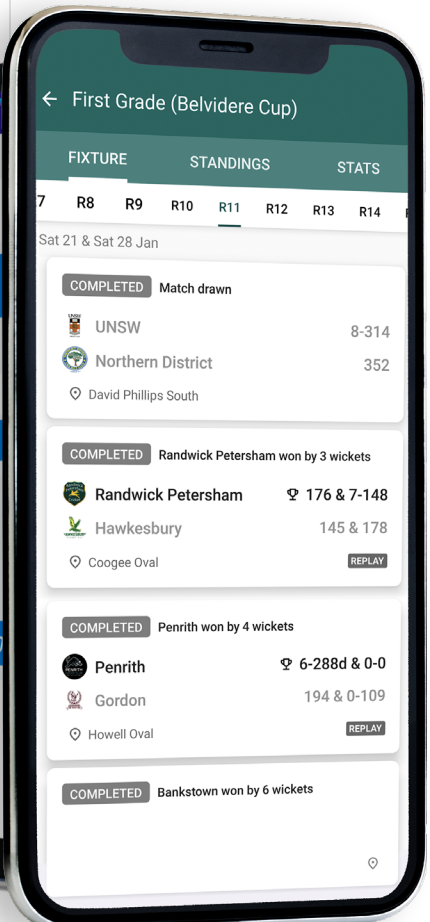 First Grade (Belvidere Cup)
FIXTURE STANDINGS STATS
7 R8 R9 R10 R11 R12 R13 R14
Sat 21 & Sat 28 Jan
COMPLETED Match drawn
UNSW 8-314
Northern District 352
David Phillips South
COMPLETED Randwick Petersham won by 3 wickets
Randwick Petersham 176 & 7-148
Hawkesbury 145 & 178
Coogee Oval REPLAY
COMPLETED Penrith won by 4 wickets
Penrith 6-288d & 0-0
Gordon 194 & 0-109
Howell Oval REPLAY
COMPLETED Bankstown won by 6 wickets